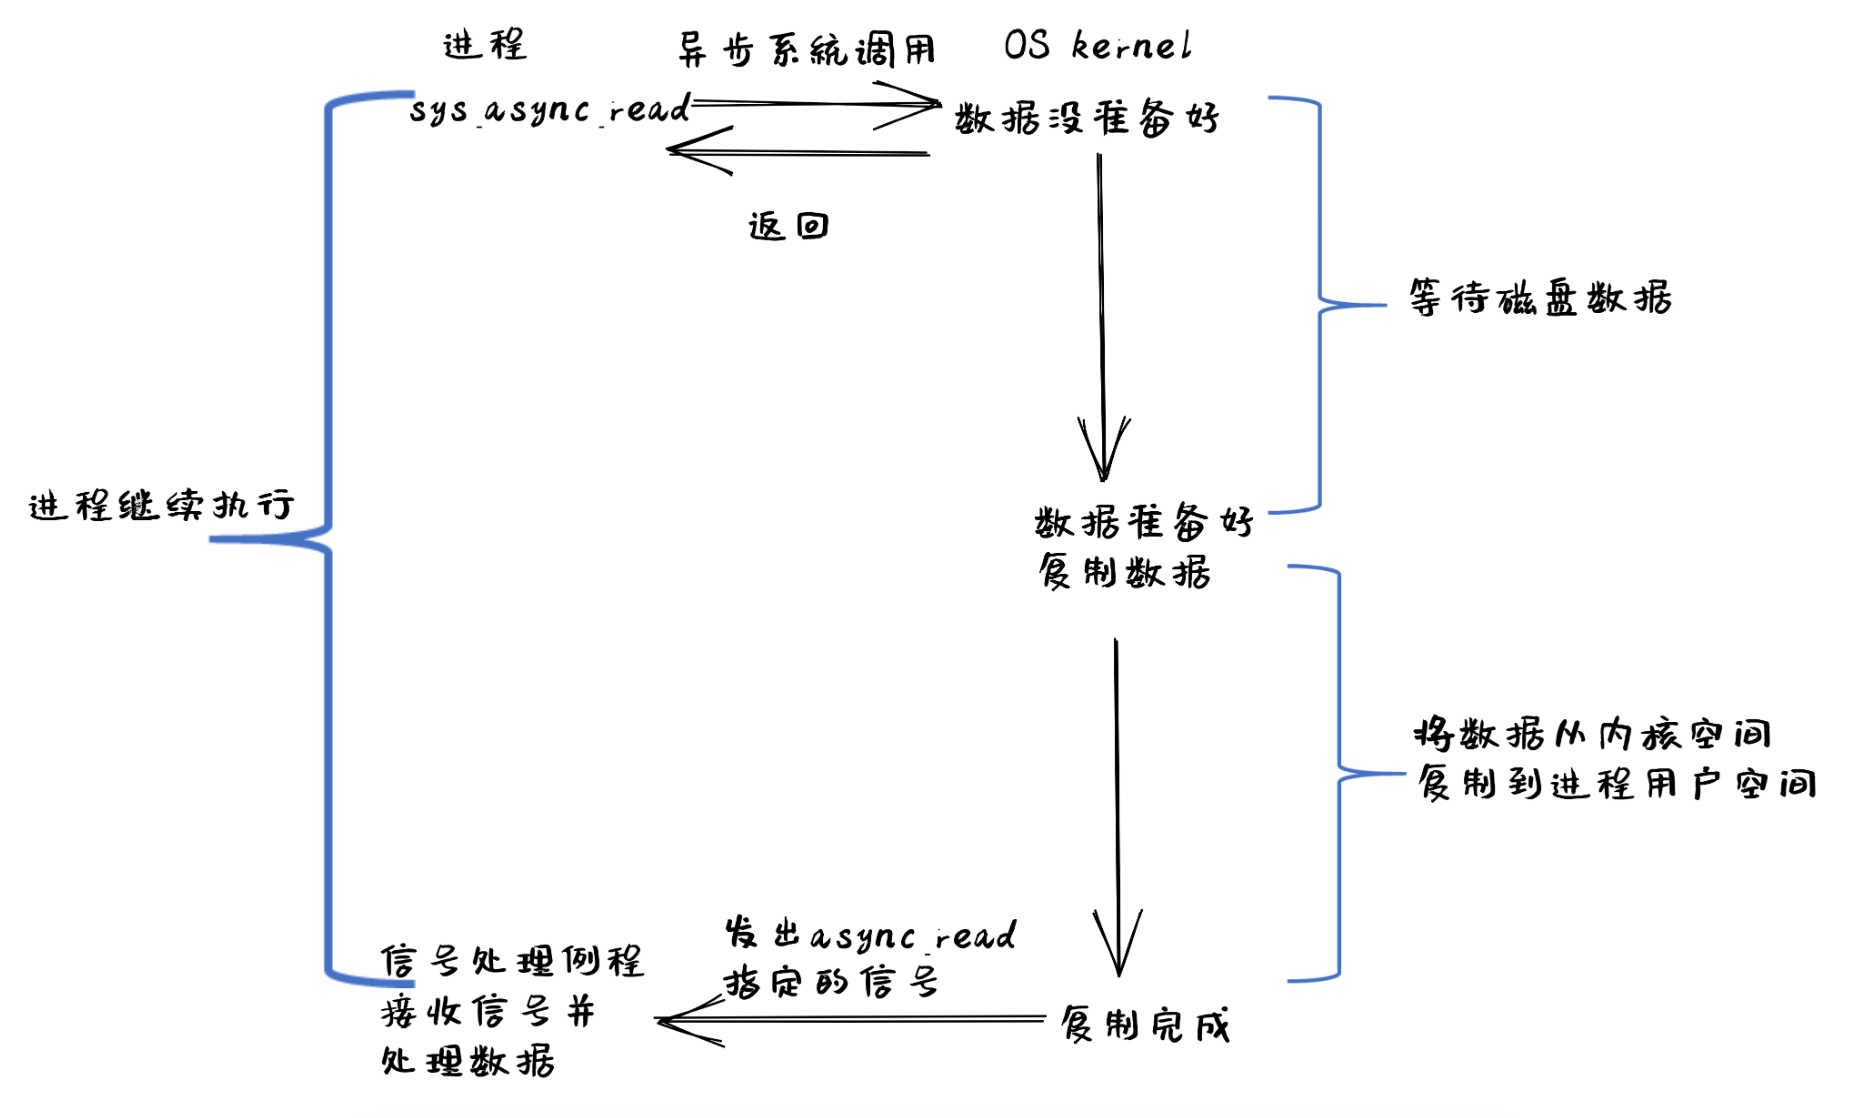 进程
异步系统调用
OS kernel
sys_async_read
数据没准备好
返回
等待磁盘数据
进程继续执行
数据准备好
复制数据
将数据从内核空间
复制到进程用户空间
发出async_read
指定的信号
信号处理例程
接收信号并
处理数据
复制完成